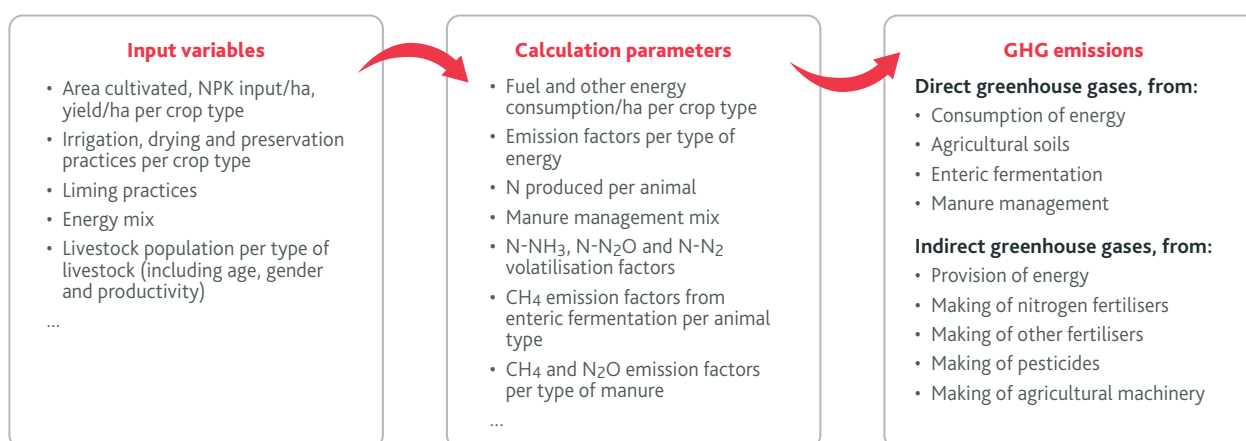 Input variables
• Area cultivated, NPK input/ha,
yield/ha per crop type
• Irrigation, drying and preservation
practices per crop type
• Liming practices
• Energy mix
• Livestock population per type of
livestock (including age, gender
and productivity)
...
Calculation parameters
• Fuel and other energy
consumption/ha per crop type
• Emission factors per type of
energy
• N produced per animal
• Manure management mix
• N-NH3, N-N2O and N-N2
volatilisation factors
• CH4 emission factors from
enteric fermentation per animal
type
• CH4 and N2O emission factors
per type of manure
...
GHG emissions
Direct greenhouse gases, from:
• Consumption of energy
• Agricultural soils
• Enteric fermentation
• Manure management
Indirect greenhouse gases, from:
• Provision of energy
• Making of nitrogen fertilisers
• Making of other fertilisers
• Making of pesticides
• Making of agricultural machinery